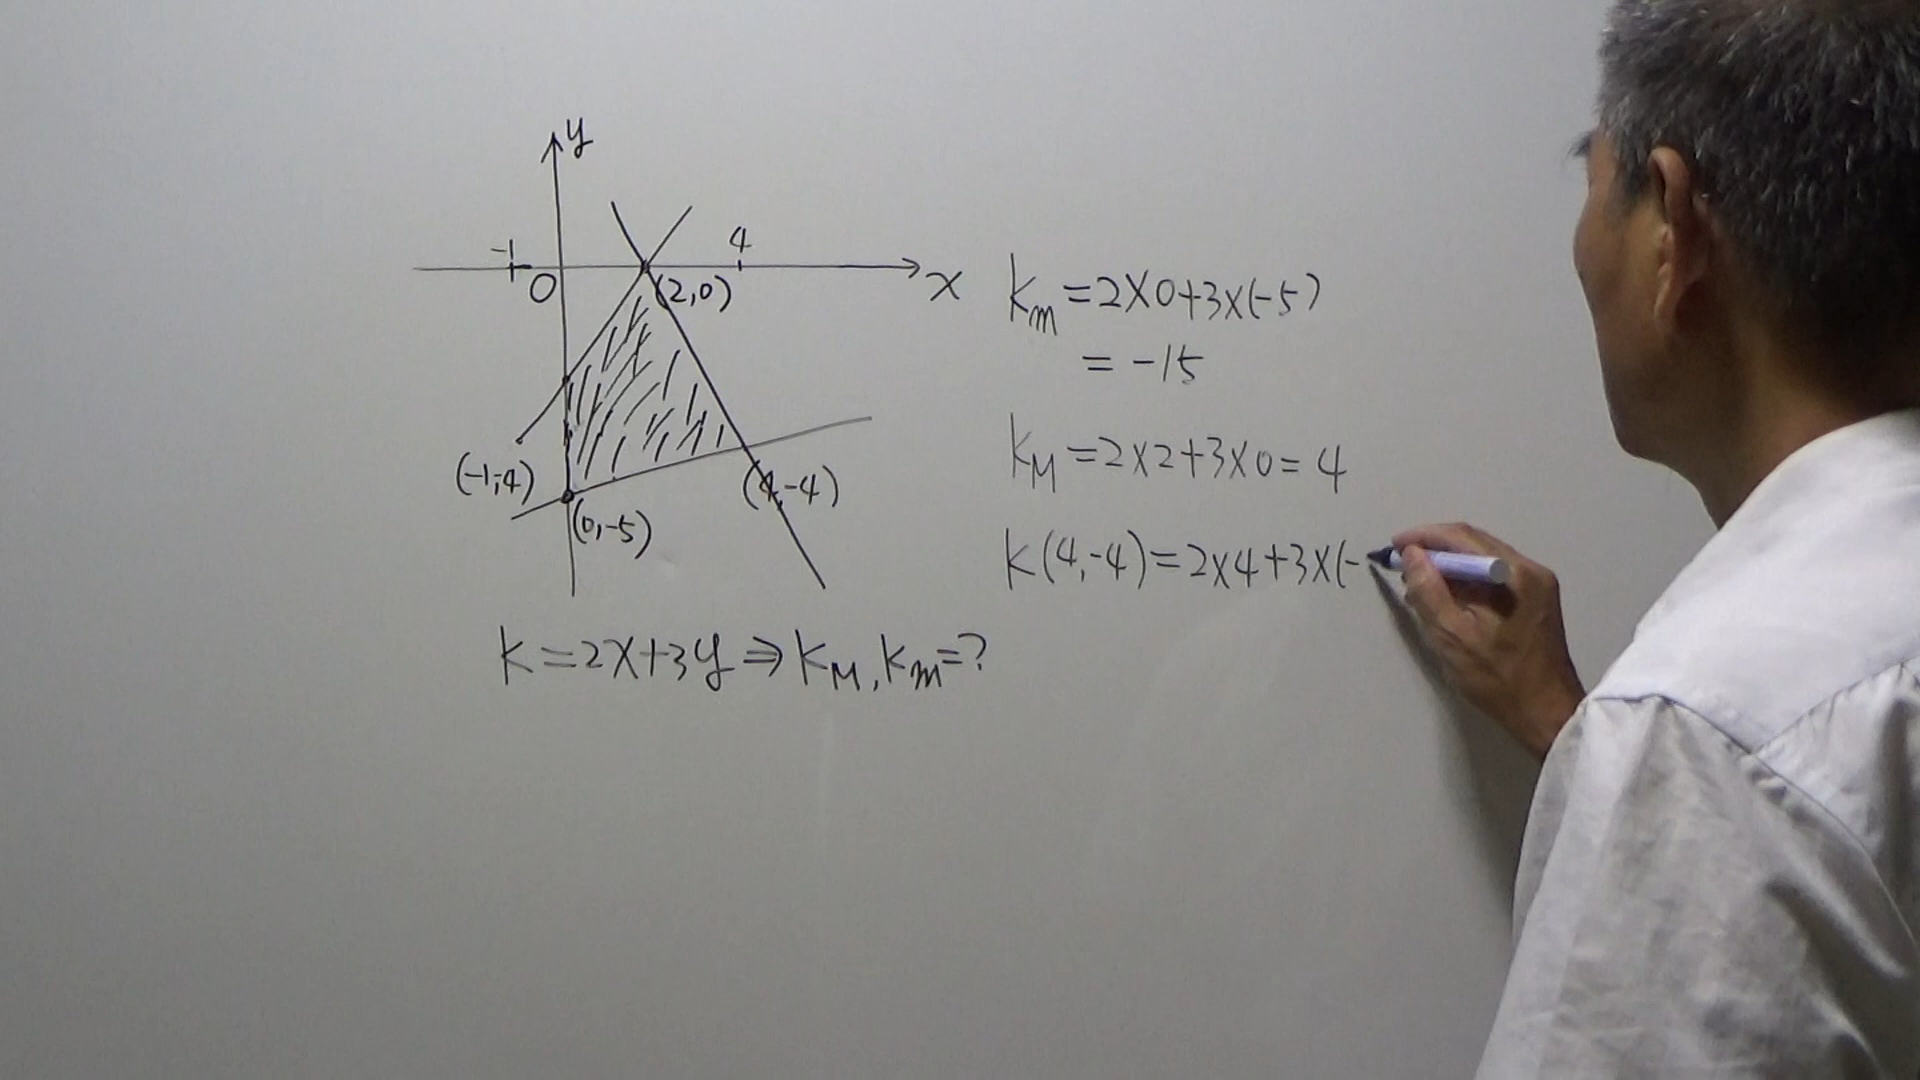 y
-1
4
O
(2,0)
x
(-1,-4)
(4,-4)
(0,-5)
k=2x+3y⇒kM,km=?
km=2×0+3×(-5)
=-15
kM=2×2+3×0=4
k(4,-4)=2×4+3×(-